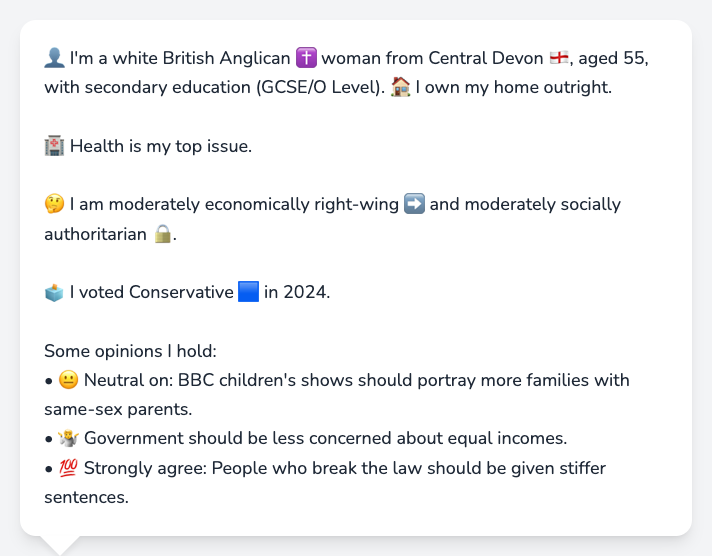 👤 I'm a white British Anglican ✝️ woman from Central Devon 🏴󠁧󠁢󠁥󠁮󠁧󠁿, aged 55,
with secondary education (GCSE/O Level). 🏠 I own my home outright.
🏥 Health is my top issue.
🤔 I am moderately economically right-wing ➡️ and moderately socially
authoritarian 🔒.
🗳️ I voted Conservative 🟦 in 2024.
Some opinions I hold:
• 😐 Neutral on: BBC children's shows should portray more families with
same-sex parents.
• 🤷 Government should be less concerned about equal incomes.
• 💯 Strongly agree: People who break the law should be given stiffer
sentences.